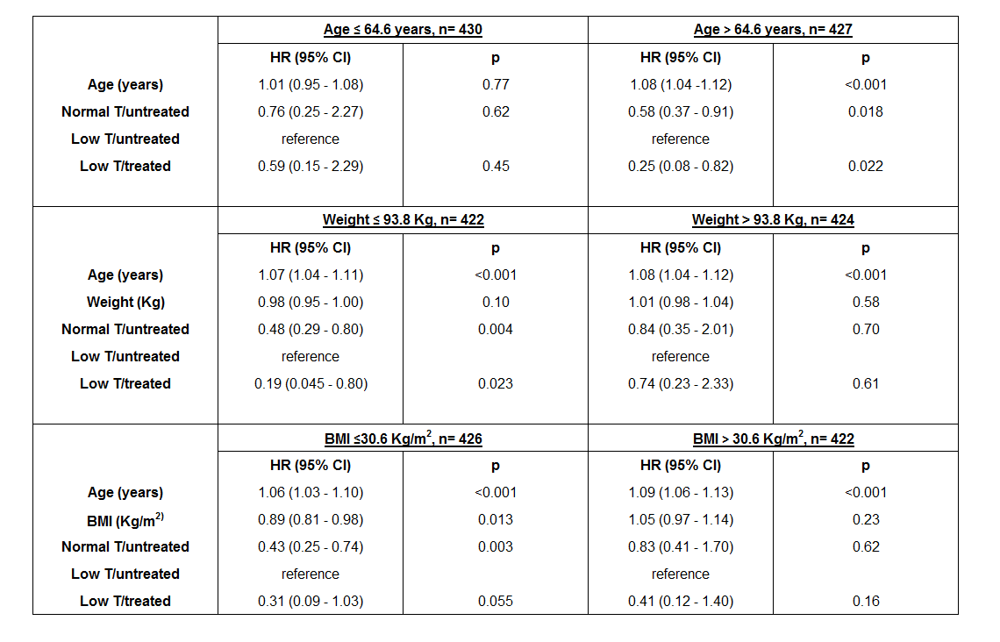 Age ≤ 64.6 years, n= 430 Age > 64.6 years, n= 427
HR (95% CI) p HR (95% CI) p
Age (years) 1.01 (0.95 - 1.08) 0.77 1.08 (1.04 -1.12) <0.001
Normal T/untreated 0.76 (0.25 - 2.27) 0.62 0.58 (0.37 - 0.91) 0.018
Low T/untreated reference reference
Low T/treated 0.59 (0.15 - 2.29) 0.45 0.25 (0.08 - 0.82) 0.022
Weight ≤ 93.8 Kg, n= 422 Weight > 93.8 Kg, n= 424
HR (95% CI) p HR (95% CI) p
Age (years) 1.07 (1.04 - 1.11) <0.001 1.08 (1.04 - 1.12) <0.001
Weight (Kg) 0.98 (0.95 - 1.00) 0.10 1.01 (0.98 - 1.04) 0.58
Normal T/untreated 0.48 (0.29 - 0.80) 0.004 0.84 (0.35 - 2.01) 0.70
Low T/untreated reference reference
Low T/treated 0.19 (0.045 - 0.80) 0.023 0.74 (0.23 - 2.33) 0.61
BMI ≤30.6 Kg/m², n= 426 BMI > 30.6 Kg/m², n= 422
HR (95% CI) p HR (95% CI) p
Age (years) 1.06 (1.03 - 1.10) <0.001 1.09 (1.06 - 1.13) <0.001
BMI (Kg/m²⁾ 0.89 (0.81 - 0.98) 0.013 1.05 (0.97 - 1.14) 0.23
Normal T/untreated 0.43 (0.25 - 0.74) 0.003 0.83 (0.41 - 1.70) 0.62
Low T/untreated reference reference
Low T/treated 0.31 (0.09 - 1.03) 0.055 0.41 (0.12 - 1.40) 0.16